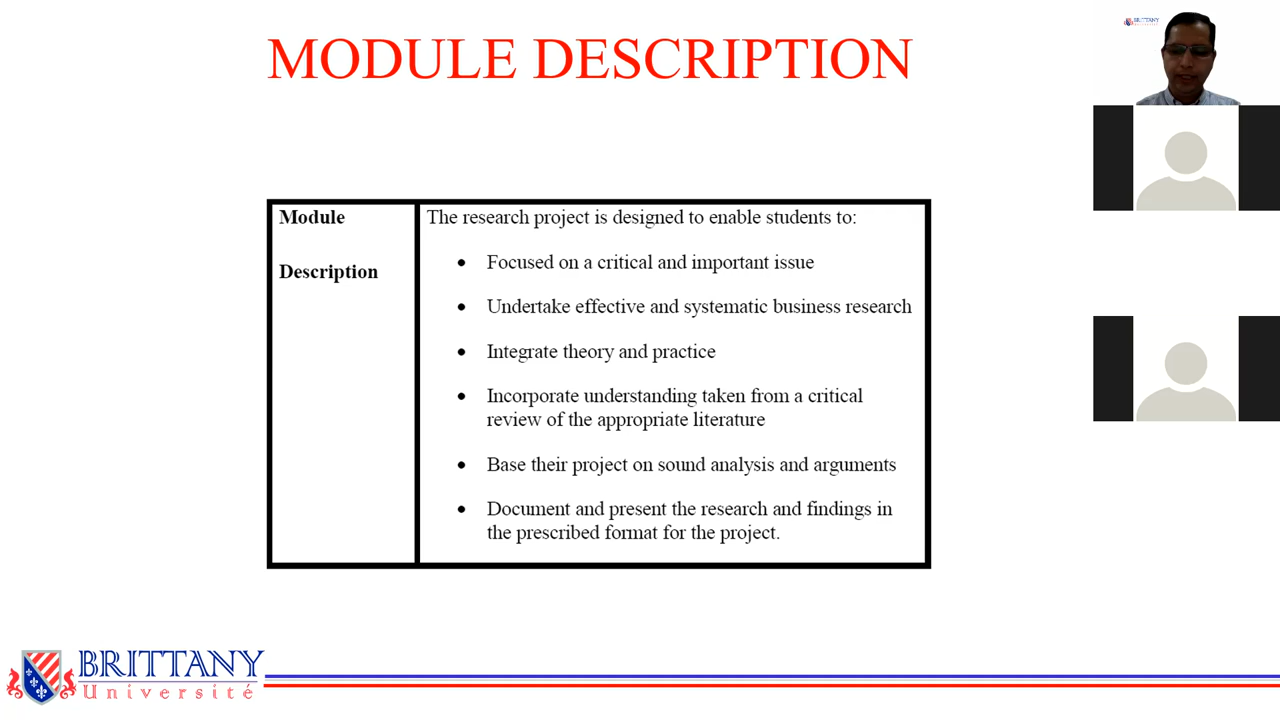 MODULE DESCRIPTION
BRITTANY
Module
Description
The research project is designed to enable students to:
• Focused on a critical and important issue
• Undertake effective and systematic business research
• Integrate theory and practice
• Incorporate understanding taken from a critical
review of the appropriate literature
• Base their project on sound analysis and arguments
• Document and present the research and findings in
the prescribed format for the project.
BRITTANY
Université